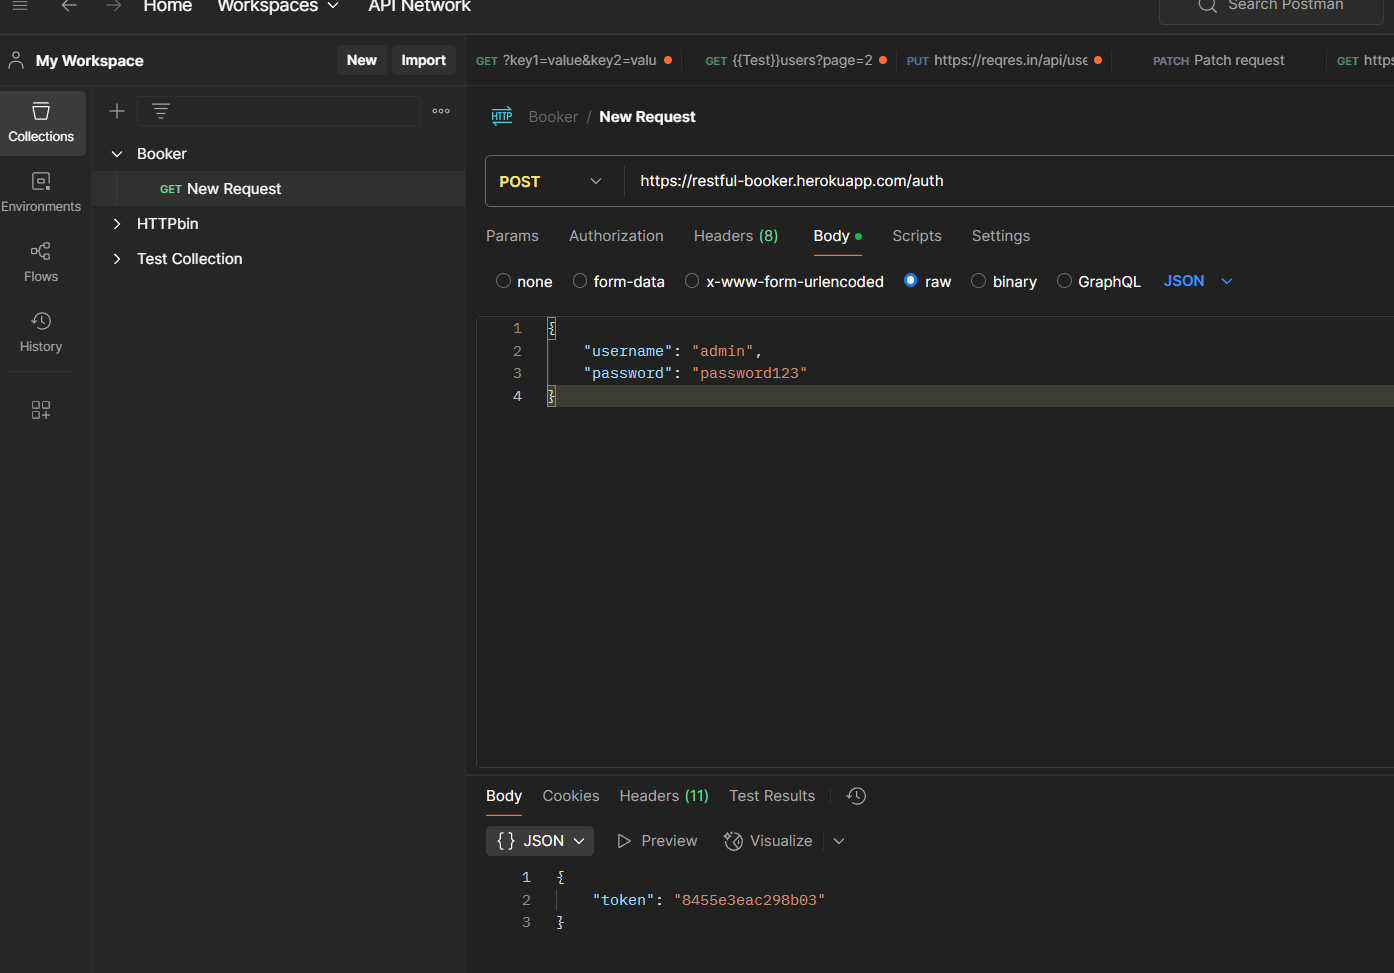 Home Workspaces API Network Search Postman
My Workspace New Import
GET ?key1=value&key2=valu GET {{Test}}users?page=2 PUT https://reqres.in/api/use PATCH Patch request GET https
Collections
Environments
Flows
History
Booker
GET New Request
HTTPbin
Test Collection
HTTP Booker / New Request
POST https://restful-booker.herokuapp.com/auth
Params Authorization Headers (8) Body Scripts Settings
none form-data x-www-form-urlencoded raw binary GraphQL JSON
1 {
2 "username": "admin",
3 "password": "password123"
4 }
Body Cookies Headers (11) Test Results
{} JSON Preview Visualize
1 {
2 "token": "8455e3eac298b03"
3 }